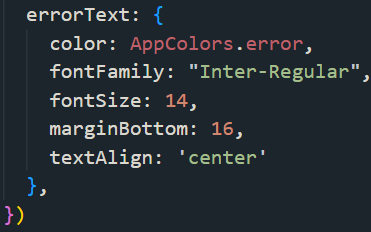 errorText: {
color: AppColors.error,
fontFamily: "Inter-Regular",
fontSize: 14,
marginBottom: 16,
textAlign: 'center'
},
})